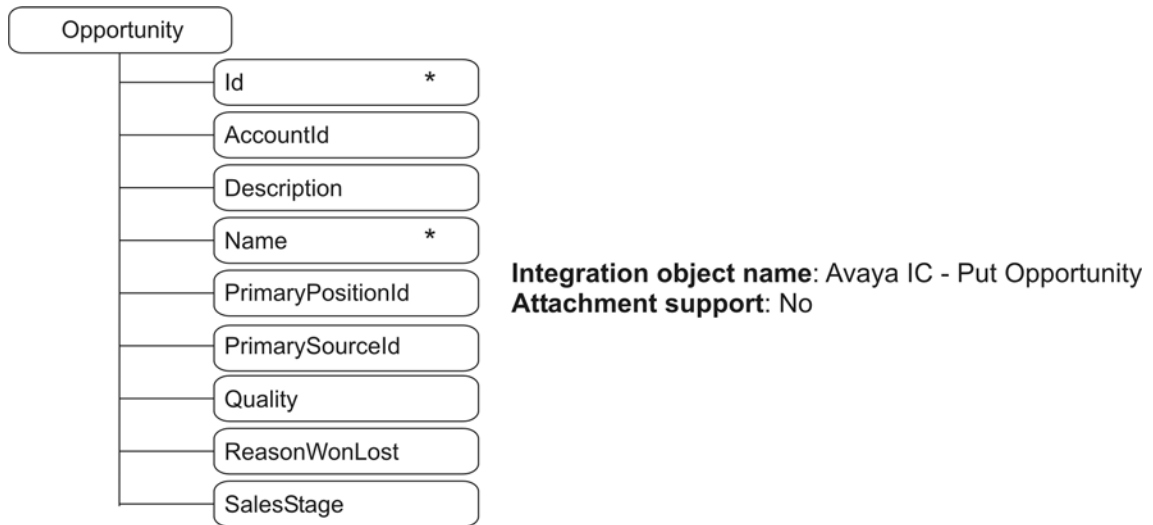 Opportunity
Id *
AccountId
Description
Name *
PrimaryPositionId
PrimarySourceId
Quality
ReasonWonLost
SalesStage
Integration object name: Avaya IC - Put Opportunity
Attachment support: No